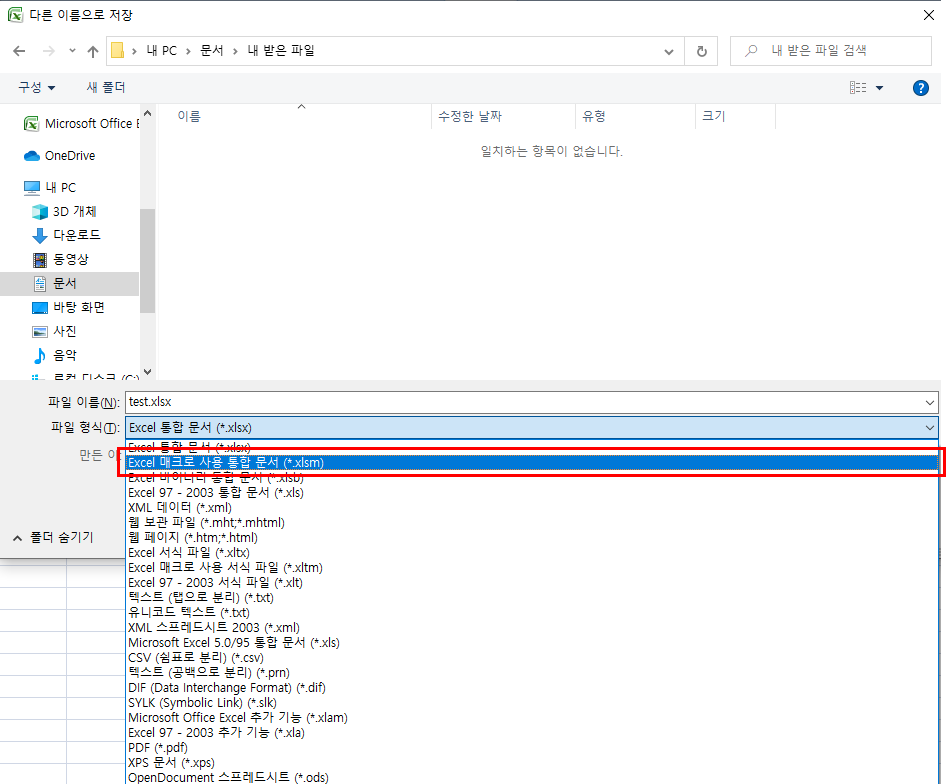 다른 이름으로 저장
내 PC > 문서 > 내 받은 파일
내 받은 파일 검색
구성
새 폴더
이름
수정한 날짜
유형
크기
일치하는 항목이 없습니다.
Microsoft Office E
OneDrive
내 PC
3D 개체
다운로드
동영상
문서
바탕 화면
사진
음악
로컬 디스크 (C:)
파일 이름(N): test.xlsx
파일 형식(T): Excel 통합 문서 (*.xlsx)
만든
폴더 숨기기
Excel 통합 문서 (*.xlsx)
Excel 매크로 사용 통합 문서 (*.xlsm)
Excel 바이너리 통합 문서 (*.xlsb)
Excel 97 - 2003 통합 문서 (*.xls)
XML 데이터 (*.xml)
웹 보관 파일 (*.mht;*.mhtml)
웹 페이지 (*.htm;*.html)
Excel 서식 파일 (*.xltx)
Excel 매크로 사용 서식 파일 (*.xltm)
Excel 97 - 2003 서식 파일 (*.xlt)
텍스트 (탭으로 분리) (*.txt)
유니코드 텍스트 (*.txt)
XML 스프레드시트 2003 (*.xml)
Microsoft Excel 5.0/95 통합 문서 (*.xls)
CSV (쉼표로 분리) (*.csv)
텍스트 (공백으로 분리) (*.prn)
DIF (Data Interchange Format) (*.dif)
SYLK (Symbolic Link) (*.slk)
Microsoft Office Excel 추가 기능 (*.xlam)
Excel 97 - 2003 추가 기능 (*.xla)
PDF (*.pdf)
XPS 문서 (*.xps)
OpenDocument 스프레드시트 (*.ods)